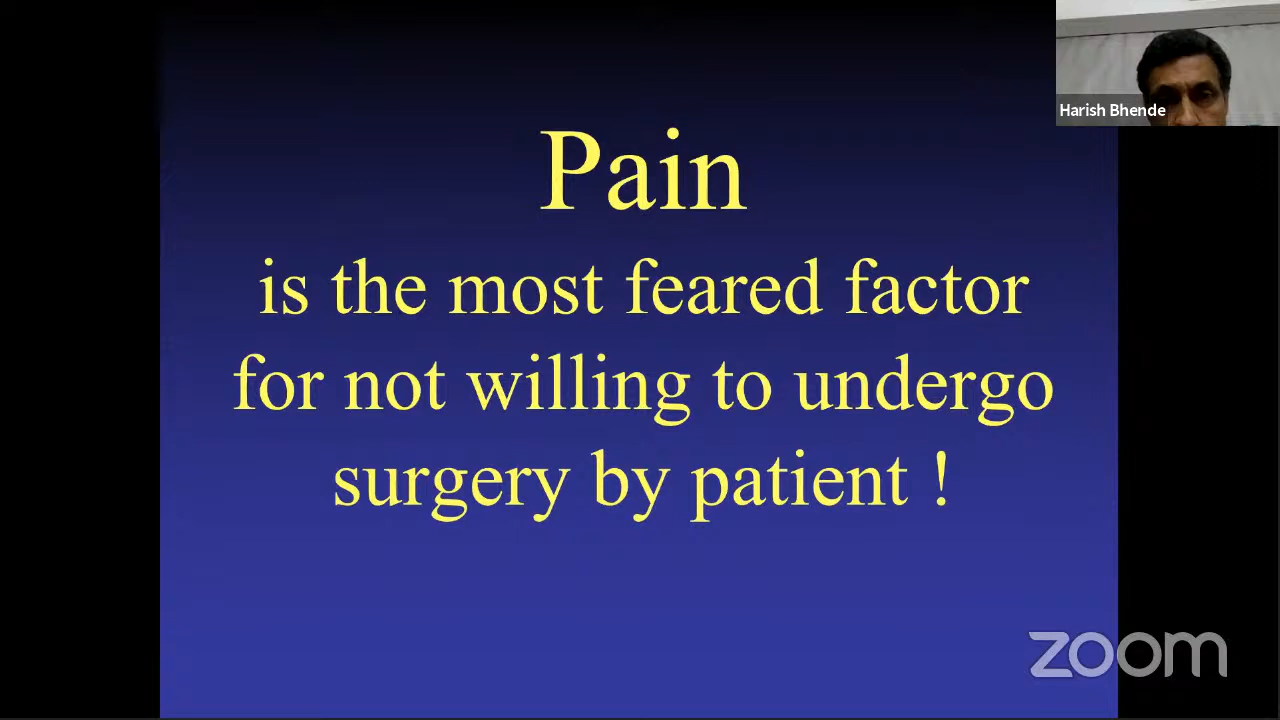 Harish Bhende
Pain
is the most feared factor
for not willing to undergo
surgery by patient !
zoom